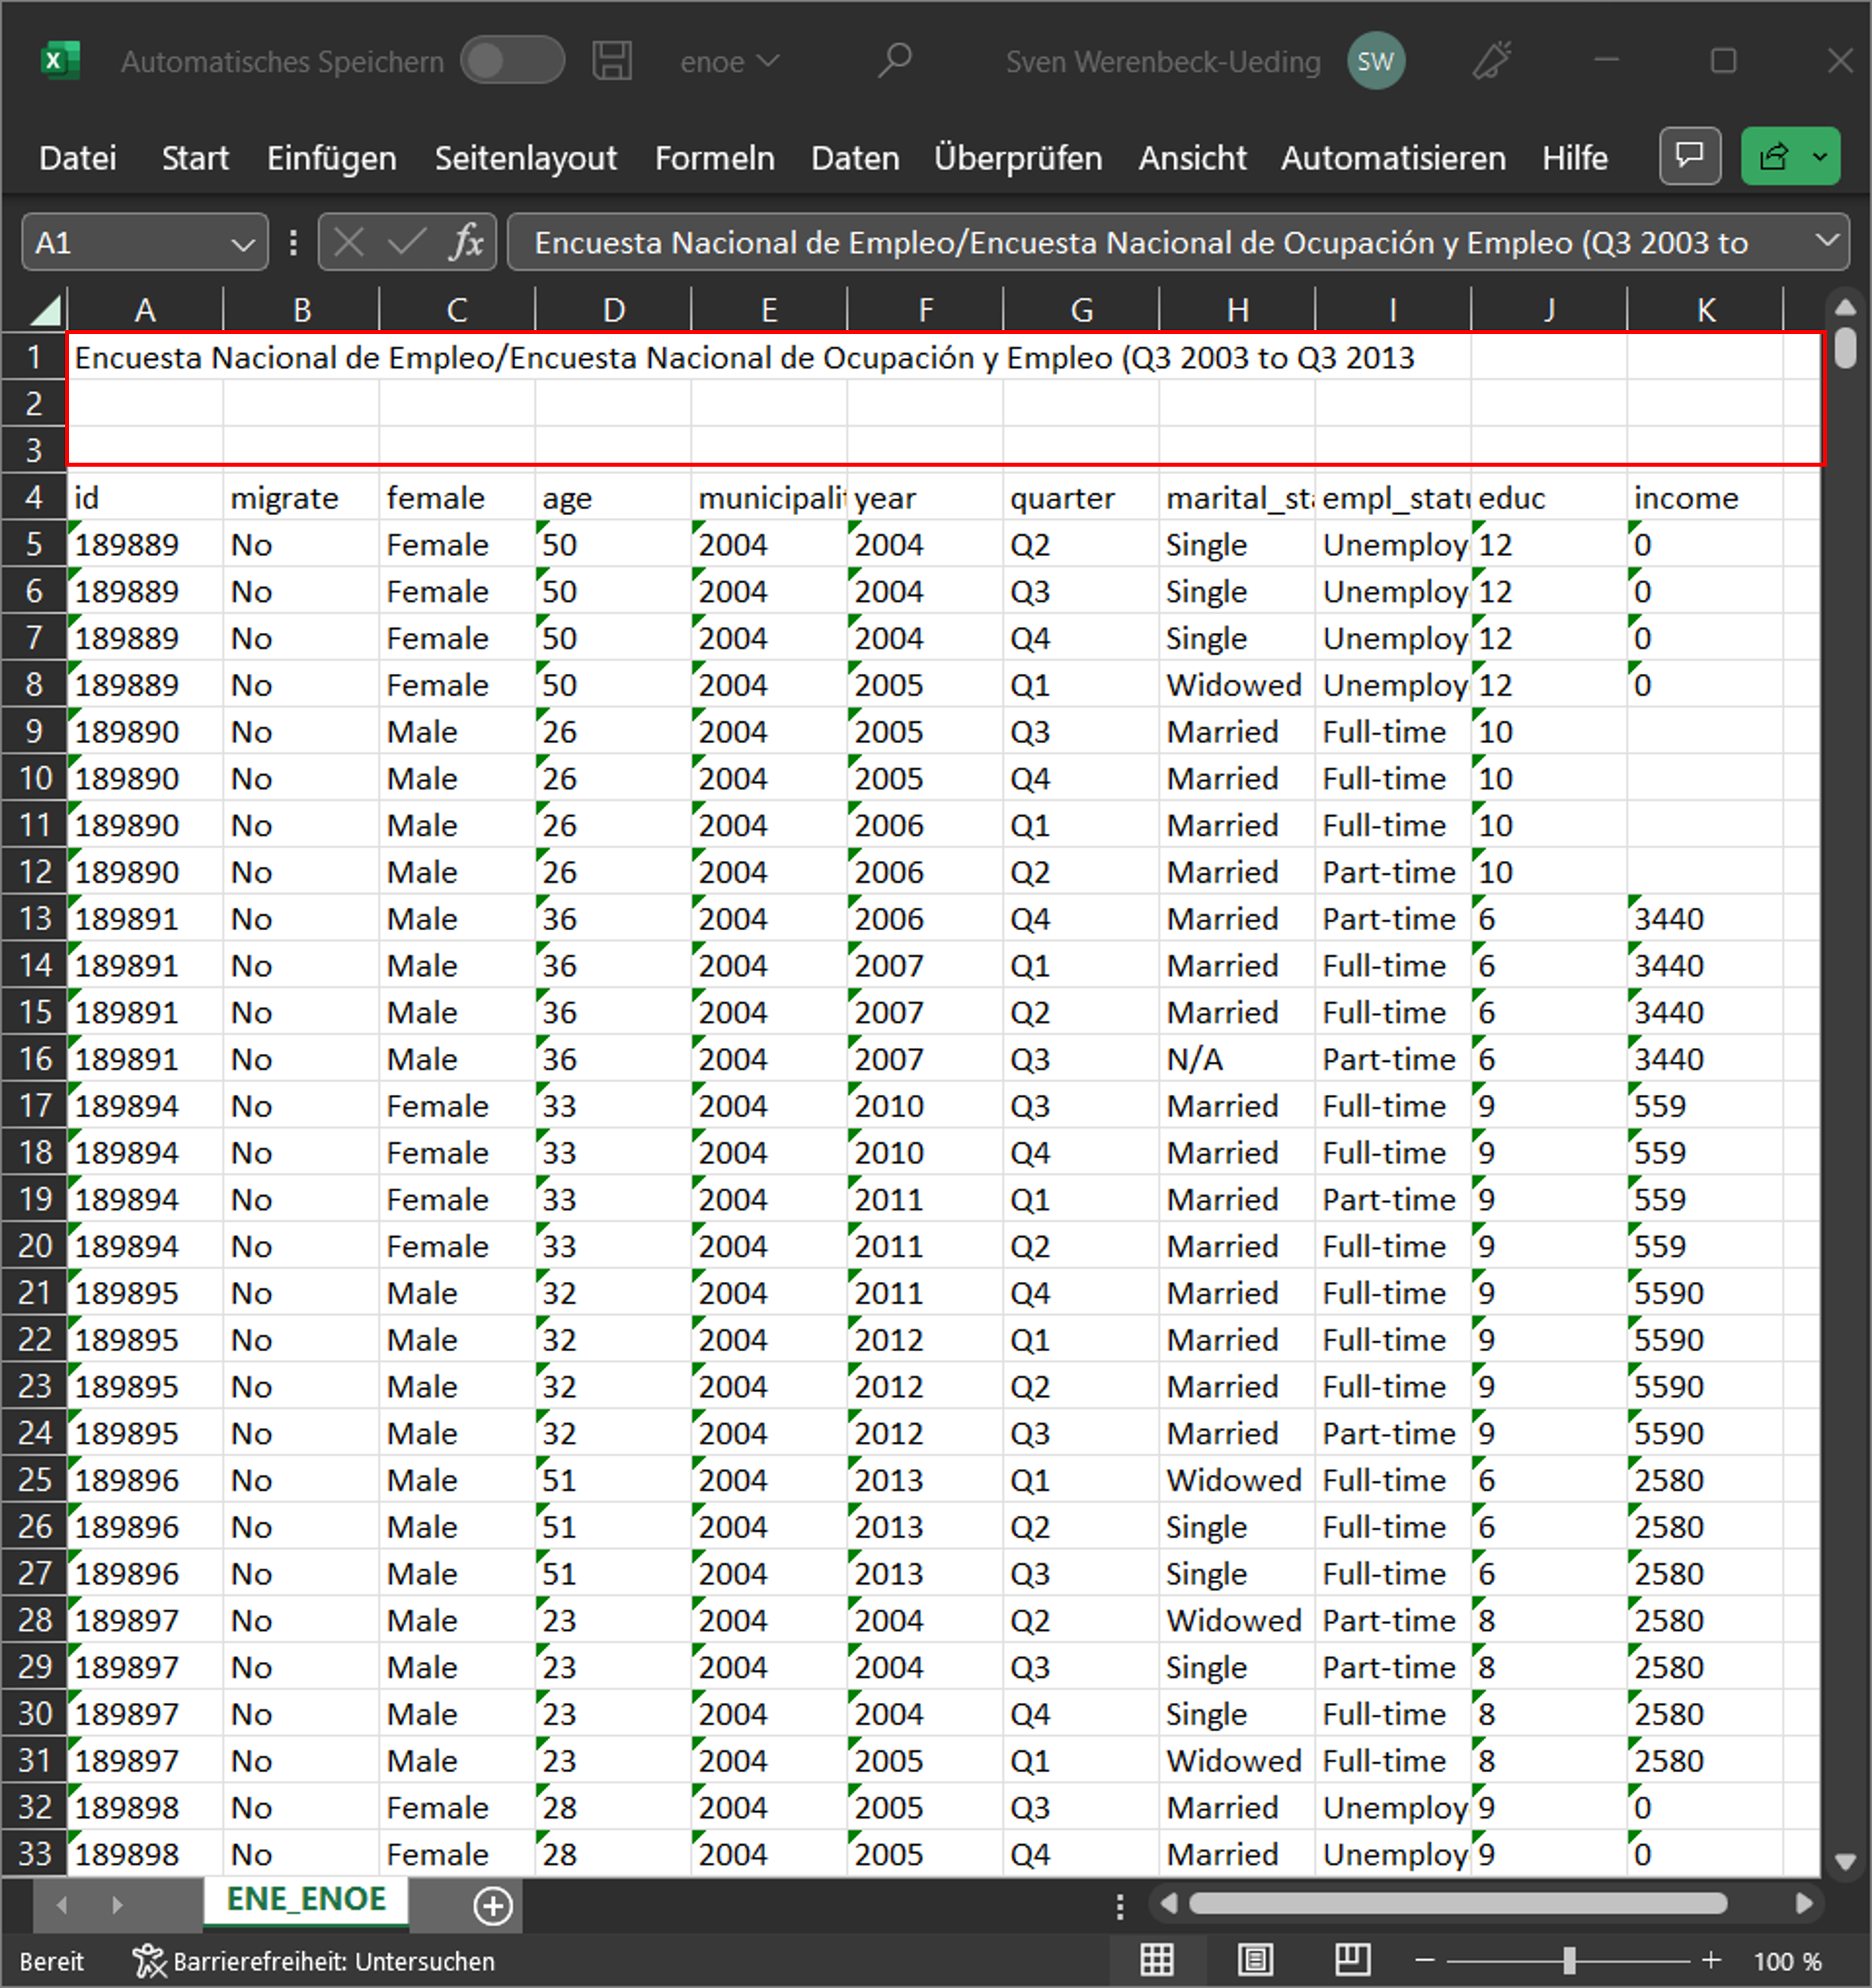 Automatisches Speichern enoe Sven Werenbeck-Ueding SW
Datei Start Einfügen Seitenlayout Formeln Daten Überprüfen Ansicht Automatisieren Hilfe
A1 fx Encuesta Nacional de Empleo/Encuesta Nacional de Ocupación y Empleo (Q3 2003 to
A B C D E F G H I J K
1 Encuesta Nacional de Empleo/Encuesta Nacional de Ocupación y Empleo (Q3 2003 to Q3 2013
2
3
4 id migrate female age municipalit year quarter marital_sta empl_statu educ income
5 189889 No Female 50 2004 2004 Q2 Single Unemploy 12 0
6 189889 No Female 50 2004 2004 Q3 Single Unemploy 12 0
7 189889 No Female 50 2004 2004 Q4 Single Unemploy 12 0
8 189889 No Female 50 2004 2005 Q1 Widowed Unemploy 12 0
9 189890 No Male 26 2004 2005 Q3 Married Full-time 10
10 189890 No Male 26 2004 2005 Q4 Married Full-time 10
11 189890 No Male 26 2004 2006 Q1 Married Full-time 10
12 189890 No Male 26 2004 2006 Q2 Married Part-time 10
13 189891 No Male 36 2004 2006 Q4 Married Part-time 6 3440
14 189891 No Male 36 2004 2007 Q1 Married Full-time 6 3440
15 189891 No Male 36 2004 2007 Q2 Married Full-time 6 3440
16 189891 No Male 36 2004 2007 Q3 N/A Part-time 6 3440
17 189894 No Female 33 2004 2010 Q3 Married Full-time 9 559
18 189894 No Female 33 2004 2010 Q4 Married Full-time 9 559
19 189894 No Female 33 2004 2011 Q1 Married Part-time 9 559
20 189894 No Female 33 2004 2011 Q2 Married Full-time 9 559
21 189895 No Male 32 2004 2011 Q4 Married Full-time 9 5590
22 189895 No Male 32 2004 2012 Q1 Married Full-time 9 5590
23 189895 No Male 32 2004 2012 Q2 Married Full-time 9 5590
24 189895 No Male 32 2004 2012 Q3 Married Part-time 9 5590
25 189896 No Male 51 2004 2013 Q1 Widowed Full-time 6 2580
26 189896 No Male 51 2004 2013 Q2 Single Full-time 6 2580
27 189896 No Male 51 2004 2013 Q3 Single Full-time 6 2580
28 189897 No Male 23 2004 2004 Q2 Widowed Part-time 8 2580
29 189897 No Male 23 2004 2004 Q3 Single Part-time 8 2580
30 189897 No Male 23 2004 2004 Q4 Single Full-time 8 2580
31 189897 No Male 23 2004 2005 Q1 Widowed Full-time 8 2580
32 189898 No Female 28 2004 2005 Q3 Married Unemploy 9 0
33 189898 No Female 28 2004 2005 Q4 Married Unemploy 9 0
ENE_ENOE
Bereit Barrierefreiheit: Untersuchen 100 %